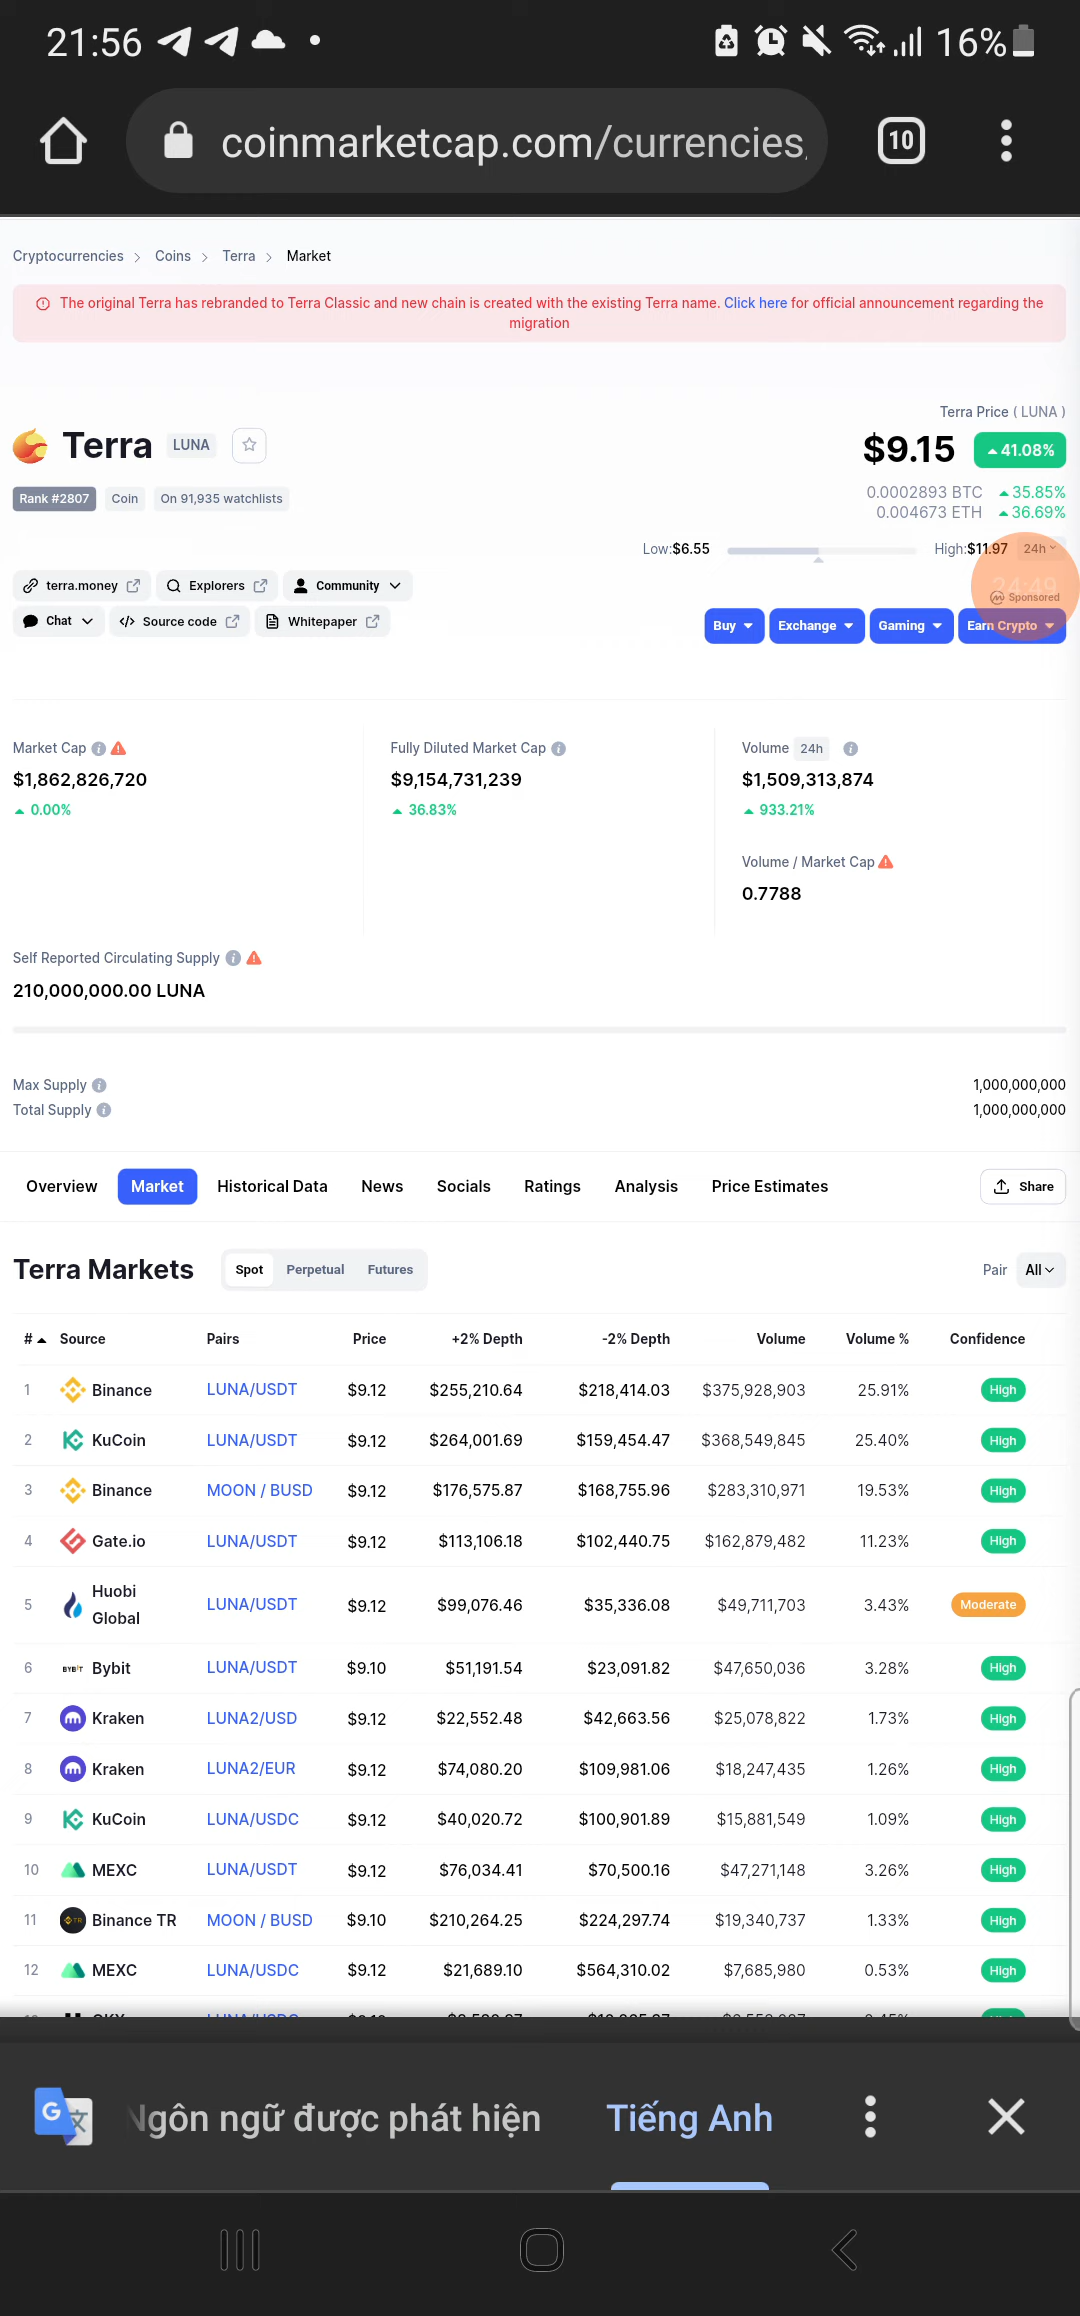 21:56 16%
coinmarketcap.com/currencies
10
Cryptocurrencies > Coins > Terra > Market
The original Terra has rebranded to Terra Classic and new chain is created with the existing Terra name. Click here for official announcement regarding the
migration
Terra Price ( LUNA )
Terra LUNA
$9.15 41.08%
Rank #2807 Coin On 91,935 watchlists
0.0002893 BTC 35.85%
0.004673 ETH 36.69%
Low:$6.55 High:$11.97 24h
24:49
terra.money Explorers Community
Sponsored
Chat Source code Whitepaper
Buy Exchange Gaming Earn Crypto
Market Cap
$1,862,826,720
0.00%
Fully Diluted Market Cap
$9,154,731,239
36.83%
Volume 24h
$1,509,313,874
933.21%
Volume / Market Cap
0.7788
Self Reported Circulating Supply
210,000,000.00 LUNA
Max Supply 1,000,000,000
Total Supply 1,000,000,000
Overview Market Historical Data News Socials Ratings Analysis Price Estimates Share
Terra Markets Spot Perpetual Futures Pair All
# Source Pairs Price +2% Depth -2% Depth Volume Volume % Confidence
1 Binance LUNA/USDT $9.12 $255,210.64 $218,414.03 $375,928,903 25.91% High
2 KuCoin LUNA/USDT $9.12 $264,001.69 $159,454.47 $368,549,845 25.40% High
3 Binance MOON / BUSD $9.12 $176,575.87 $168,755.96 $283,310,971 19.53% High
4 Gate.io LUNA/USDT $9.12 $113,106.18 $102,440.75 $162,879,482 11.23% High
5 Huobi Global LUNA/USDT $9.12 $99,076.46 $35,336.08 $49,711,703 3.43% Moderate
6 BYBIT Bybit LUNA/USDT $9.10 $51,191.54 $23,091.82 $47,650,036 3.28% High
7 Kraken LUNA2/USD $9.12 $22,552.48 $42,663.56 $25,078,822 1.73% High
8 Kraken LUNA2/EUR $9.12 $74,080.20 $109,981.06 $18,247,435 1.26% High
9 KuCoin LUNA/USDC $9.12 $40,020.72 $100,901.89 $15,881,549 1.09% High
10 MEXC LUNA/USDT $9.12 $76,034.41 $70,500.16 $47,271,148 3.26% High
11 Binance TR MOON / BUSD $9.10 $210,264.25 $224,297.74 $19,340,737 1.33% High
12 MEXC LUNA/USDC $9.12 $21,689.10 $564,310.02 $7,685,980 0.53% High
Ngôn ngữ được phát hiện Tiếng Anh